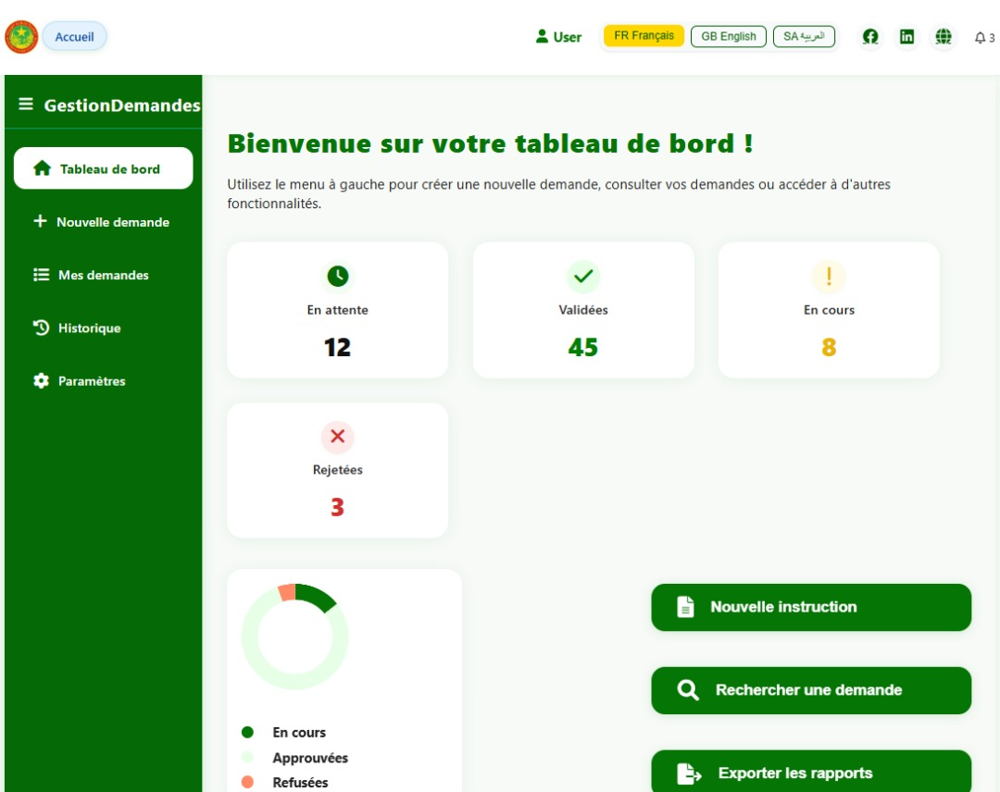 Accueil
User
FR Français
GB English
SA العربية
3
GestionDemandes
Tableau de bord
Nouvelle demande
Mes demandes
Historique
Paramètres
Bienvenue sur votre tableau de bord !
Utilisez le menu à gauche pour créer une nouvelle demande, consulter vos demandes ou accéder à d'autres
fonctionnalités.
En attente
12
Validées
45
En cours
8
Rejetées
3
En cours
Approuvées
Refusées
Nouvelle instruction
Rechercher une demande
Exporter les rapports